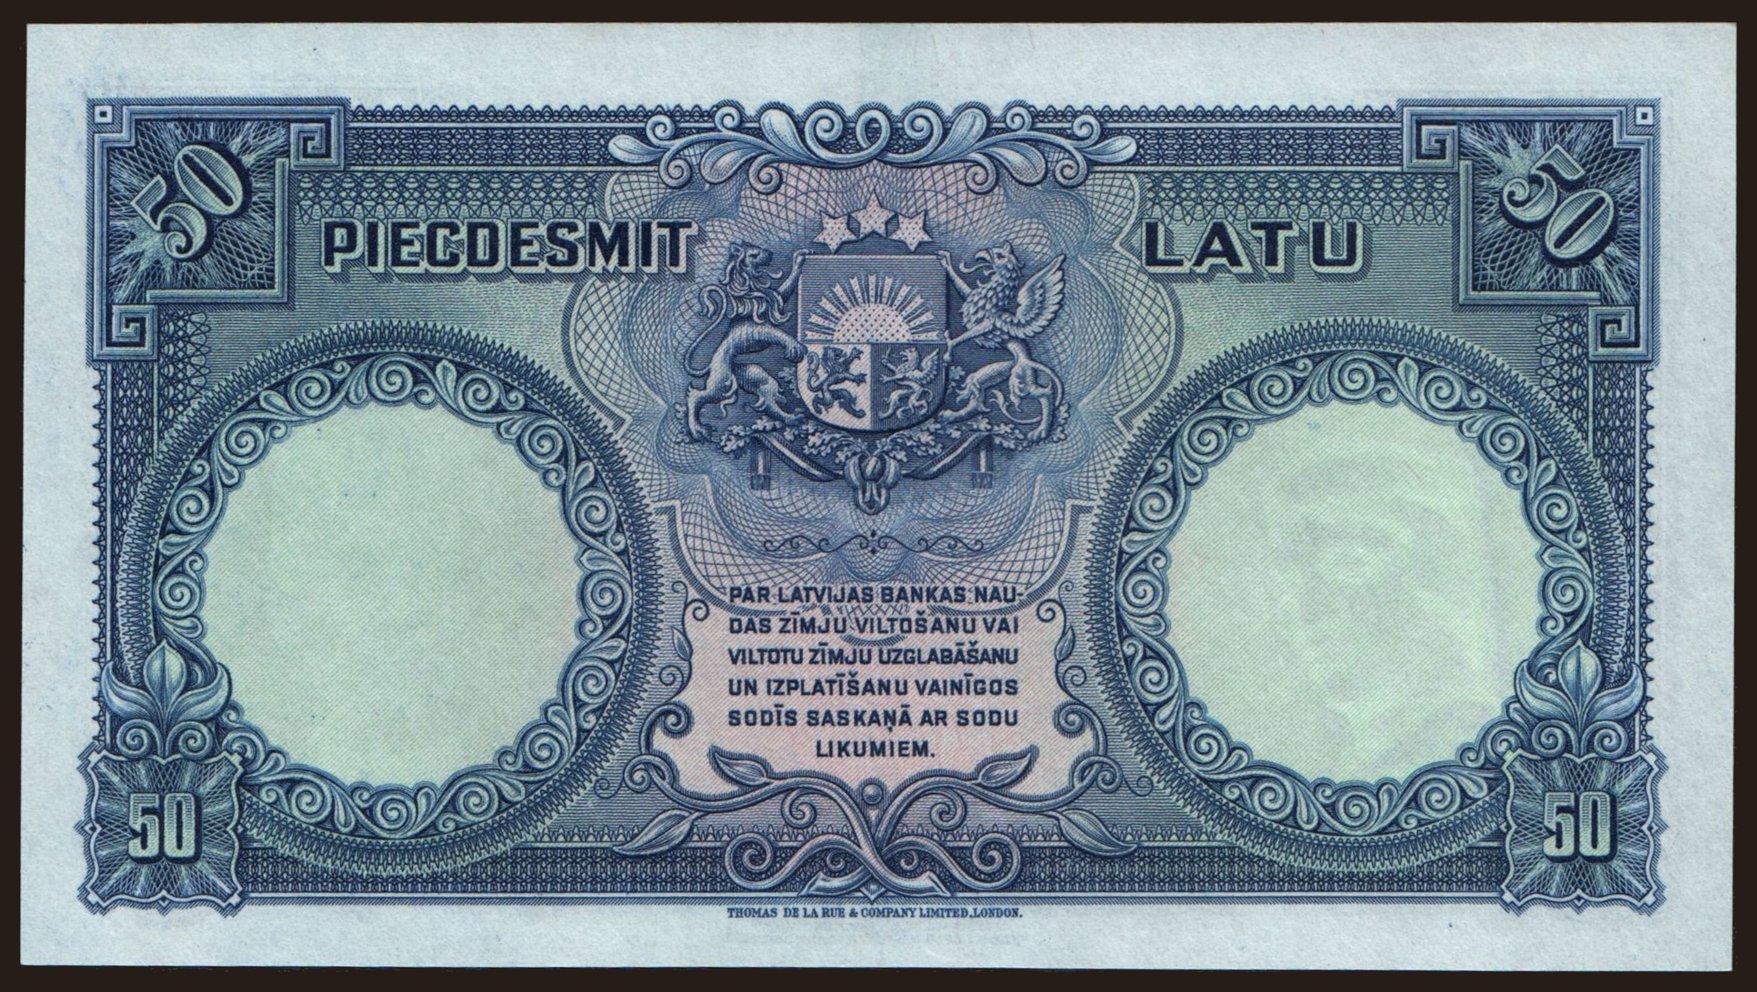 50
50
PIECDESMIT LATU
PAR LATVIJAS BANKAS NAU-
DAS ZĪMJU VILTOŠANU VAI
VILTOTU ZĪMJU UZGLABĀŠANU
UN IZPLATĪŠANU VAINĪGOS
SODĪS SASKAŅĀ AR SODU
LIKUMIEM.
50
50
THOMAS DE LA RUE & COMPANY LIMITED, LONDON.